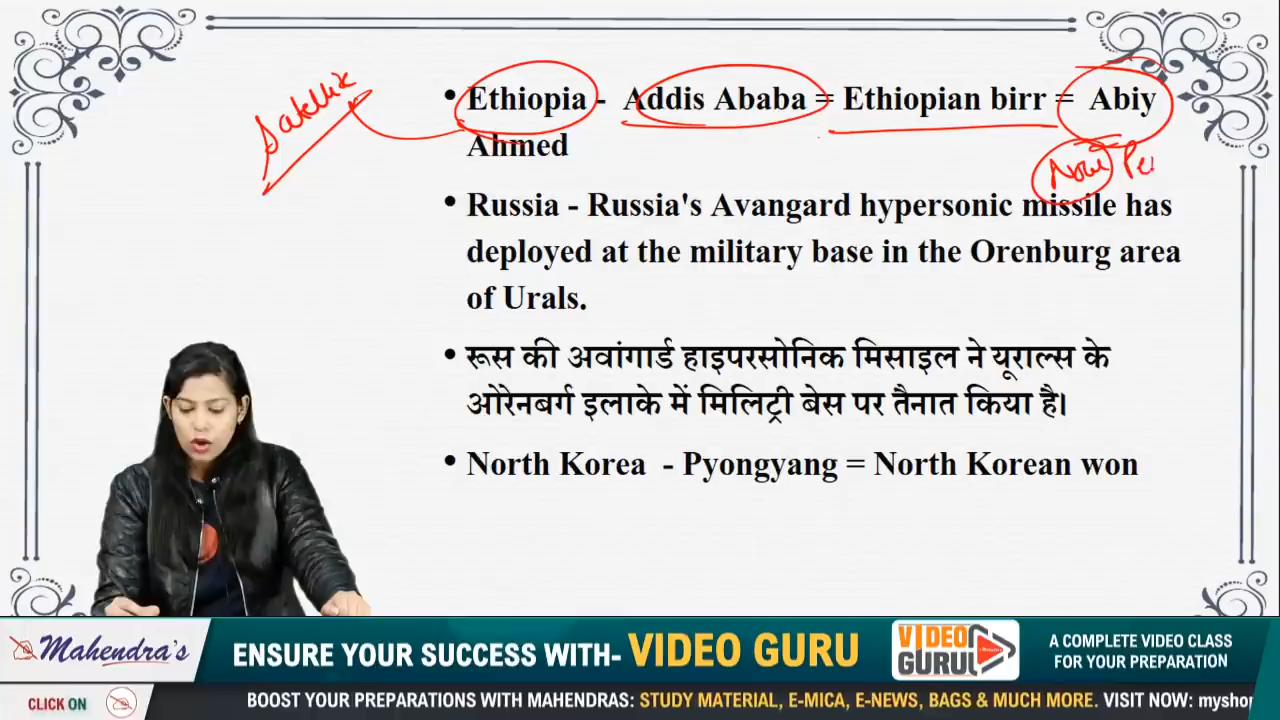 Satellite
• Ethiopia - Addis Ababa = Ethiopian birr = Abiy
Ahmed
• Russia - Russia's Avangard hypersonic missile has
deployed at the military base in the Orenburg area
of Urals.
• रूस की अवांगार्ड हाइपरसोनिक मिसाइल ने यूराल्स के
ओरेनबर्ग इलाके में मिलिट्री बेस पर तैनात किया है।
• North Korea - Pyongyang = North Korean won
Mahendra's
ENSURE YOUR SUCCESS WITH- VIDEO GURU
VIDEO
GURU
A COMPLETE VIDEO CLASS
FOR YOUR PREPARATION
CLICK ON
BOOST YOUR PREPARATIONS WITH MAHENDRAS: STUDY MATERIAL, E-MICA, E-NEWS, BAGS & MUCH MORE. VISIT NOW: myshop